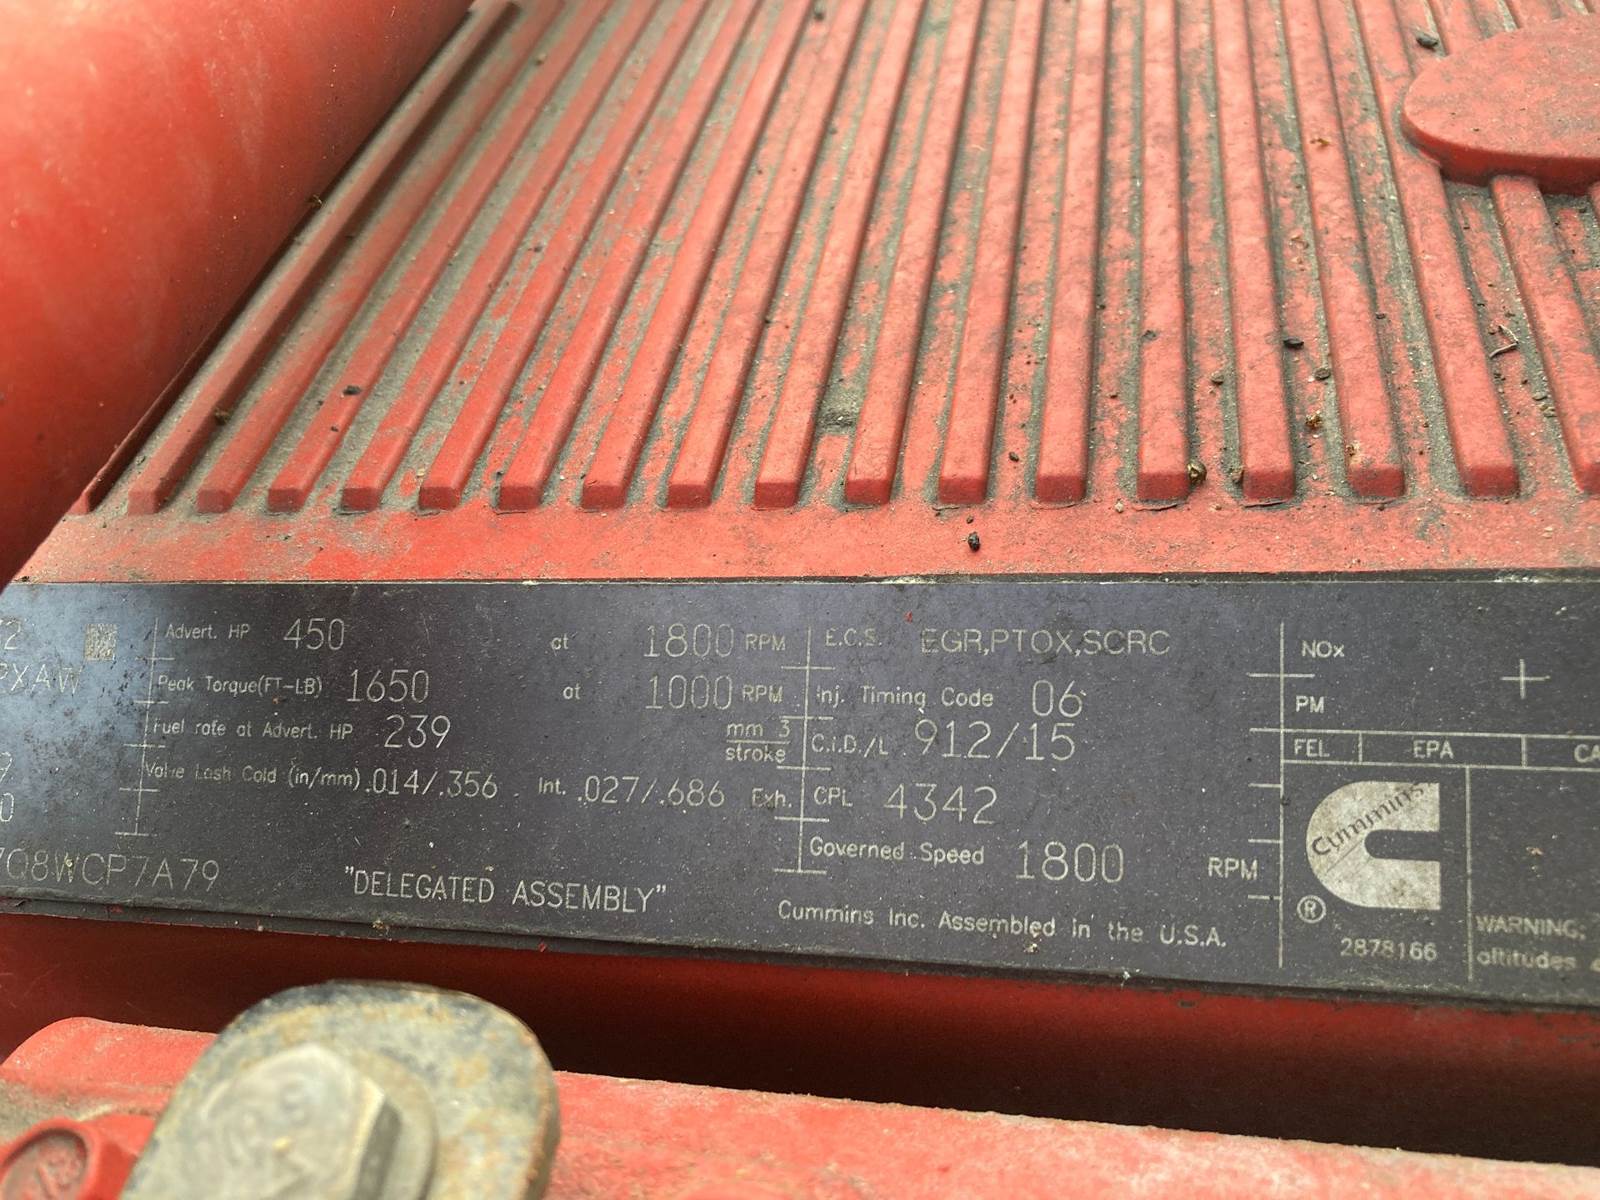 Advert. HP 450 at 1800 RPM
Peak Torque(FT-LB) 1650 at 1000 RPM
Fuel rate at Advert. HP 239 mm 3
stroke
Valve Lash Cold (in/mm) .014/.356 Int. .027/.686 Exh.
7Q8WCP7A79
"DELEGATED ASSEMBLY"
E.C.S. EGR,PTOX,SCRC
Inj. Timing Code 06
C.I.D./L 912/15
CPL 4342
Governed Speed 1800 RPM
Cummins Inc. Assembled in the U.S.A.
NOx
PM
FEL EPA CA
Cummins
®
2878166
WARNING:
altitudes